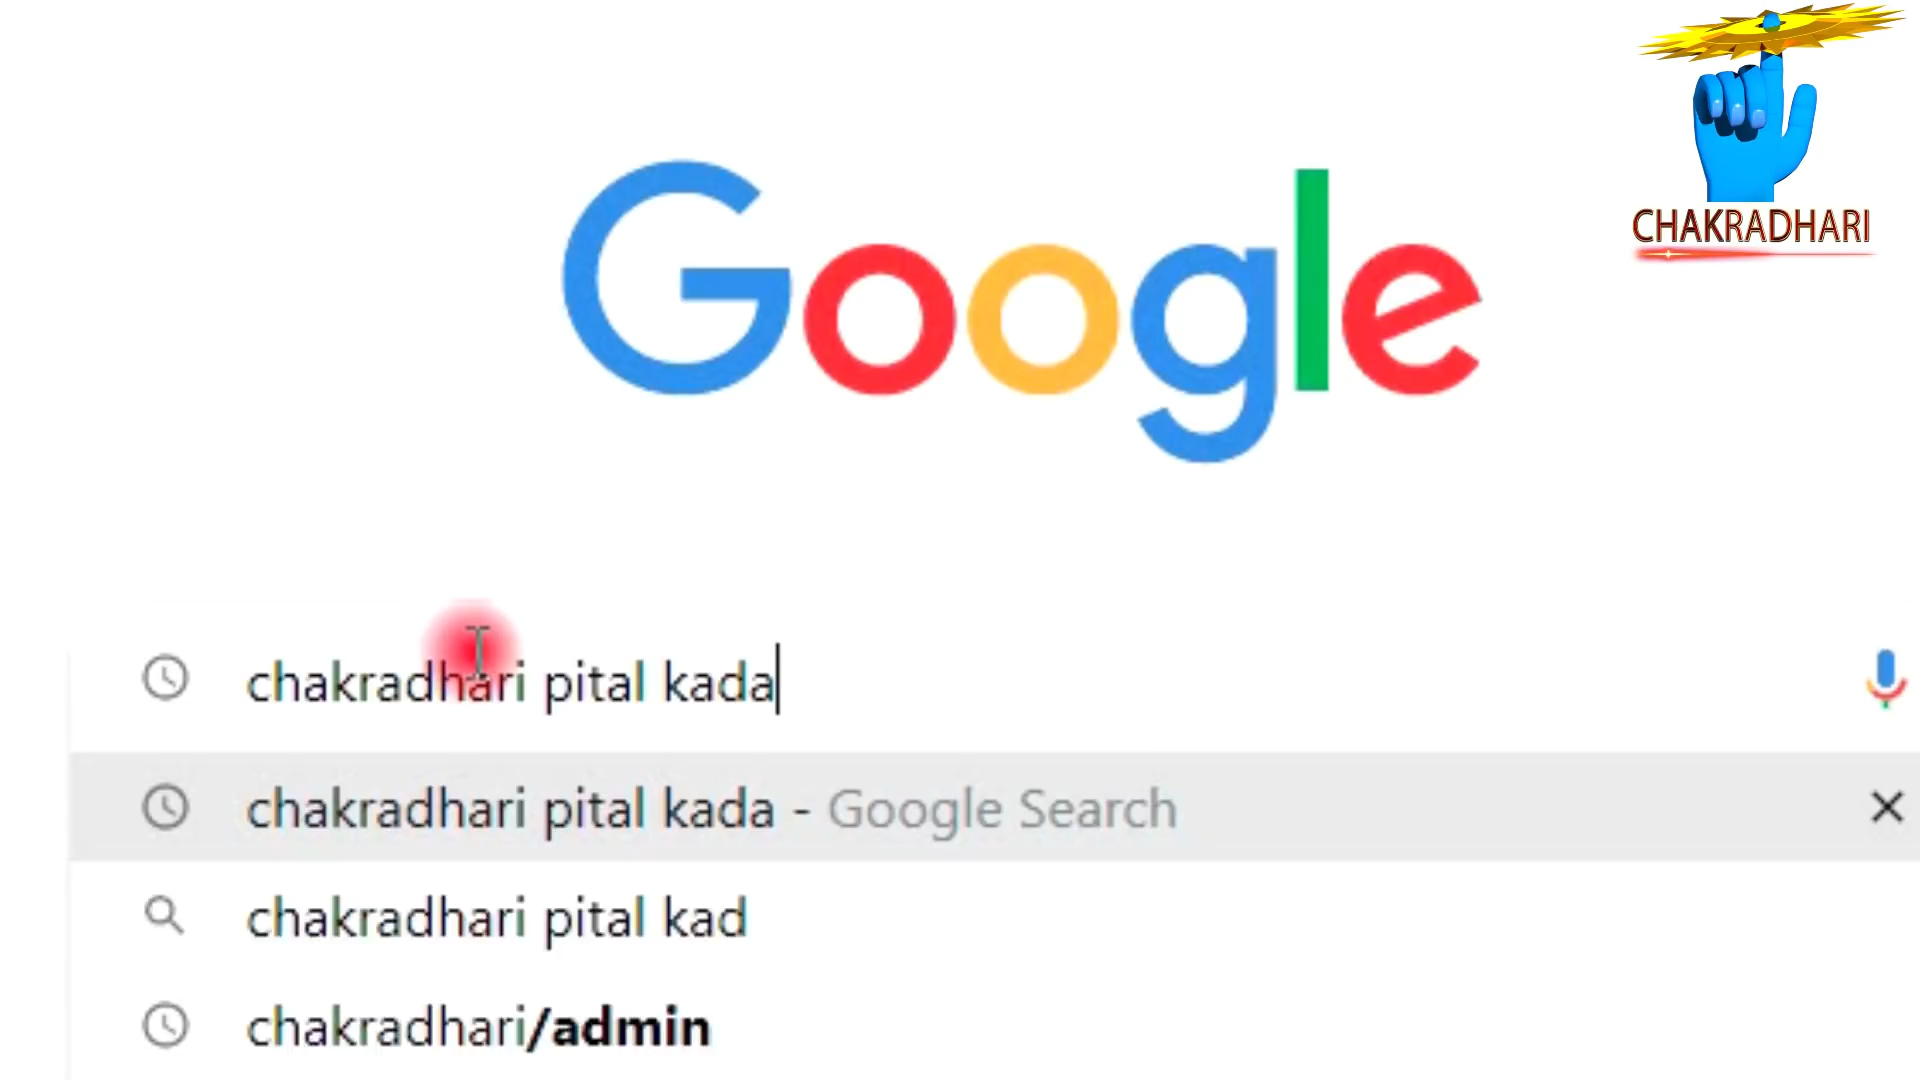 CHAKRADHARI
Google
chakradhari pital kada
chakradhari pital kada - Google Search
chakradhari pital kad
chakradhari/admin